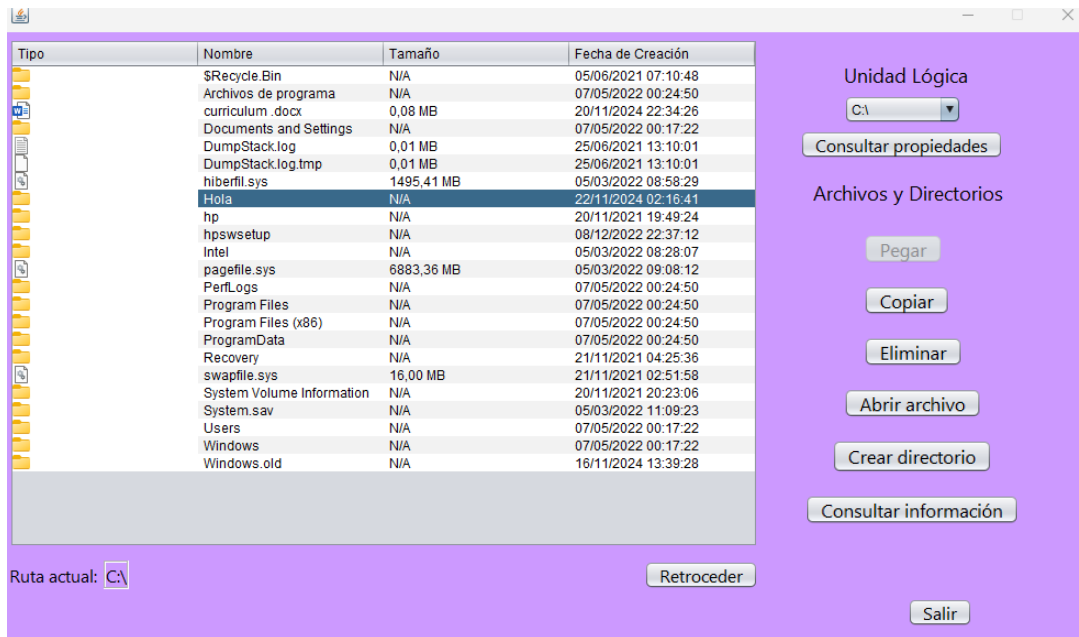 Tipo Nombre Tamaño Fecha de Creación
$Recycle.Bin N/A 05/06/2021 07:10:48
Archivos de programa N/A 07/05/2022 00:24:50
curriculum .docx 0,08 MB 20/11/2024 22:34:26
Documents and Settings N/A 07/05/2022 00:17:22
DumpStack.log 0,01 MB 25/06/2021 13:10:01
DumpStack.log.tmp 0,01 MB 25/06/2021 13:10:01
hiberfil.sys 1495,41 MB 05/03/2022 08:58:29
Hola N/A 22/11/2024 02:16:41
hp N/A 20/11/2021 19:49:24
hpswsetup N/A 08/12/2022 22:37:12
Intel N/A 05/03/2022 08:28:07
pagefile.sys 6883,36 MB 05/03/2022 09:08:12
PerfLogs N/A 07/05/2022 00:24:50
Program Files N/A 07/05/2022 00:24:50
Program Files (x86) N/A 07/05/2022 00:24:50
ProgramData N/A 07/05/2022 00:24:50
Recovery N/A 21/11/2021 04:25:36
swapfile.sys 16,00 MB 21/11/2021 02:51:58
System Volume Information N/A 20/11/2021 20:23:06
System.sav N/A 05/03/2022 11:09:23
Users N/A 07/05/2022 00:17:22
Windows N/A 07/05/2022 00:17:22
Windows.old N/A 16/11/2024 13:39:28
Ruta actual: C:\
Retroceder
Unidad Lógica
C:\
Consultar propiedades
Archivos y Directorios
Pegar
Copiar
Eliminar
Abrir archivo
Crear directorio
Consultar información
Salir